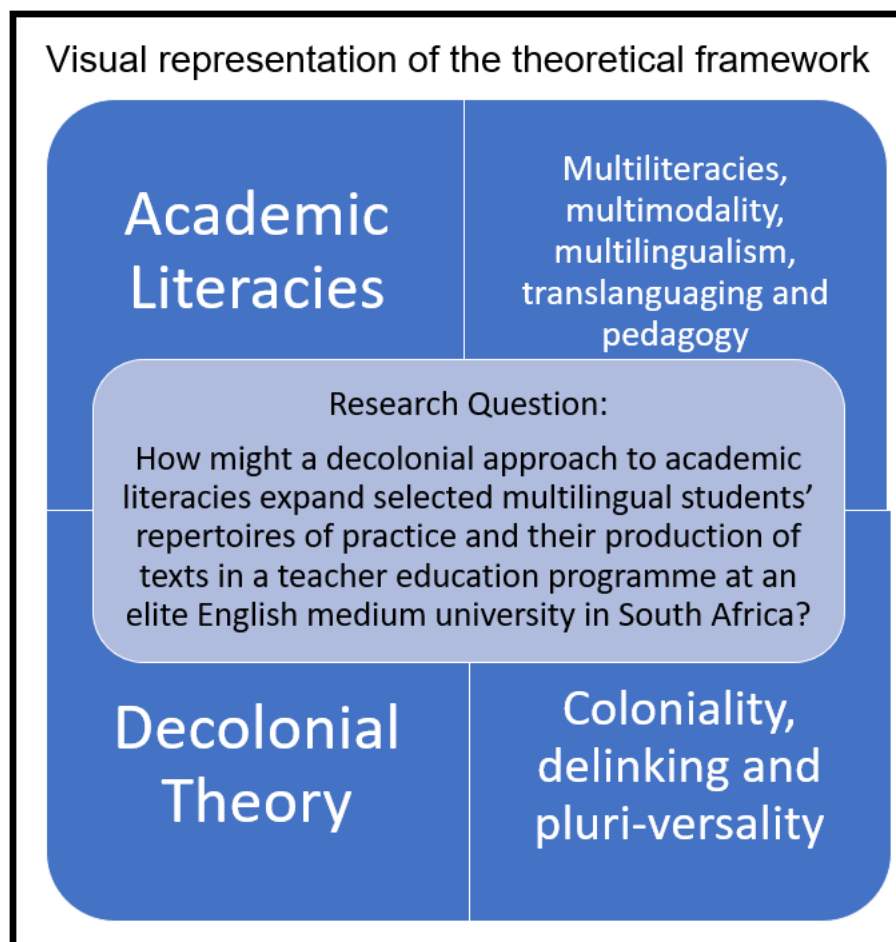 Visual representation of the theoretical framework
Academic
Literacies
Multiliteracies,
multimodality,
multilingualism,
translanguaging and
pedagogy
Research Question:
How might a decolonial approach to academic
literacies expand selected multilingual students’
repertoires of practice and their production of
texts in a teacher education programme at an
elite English medium university in South Africa?
Decolonial
Theory
Coloniality,
delinking and
pluri-versality